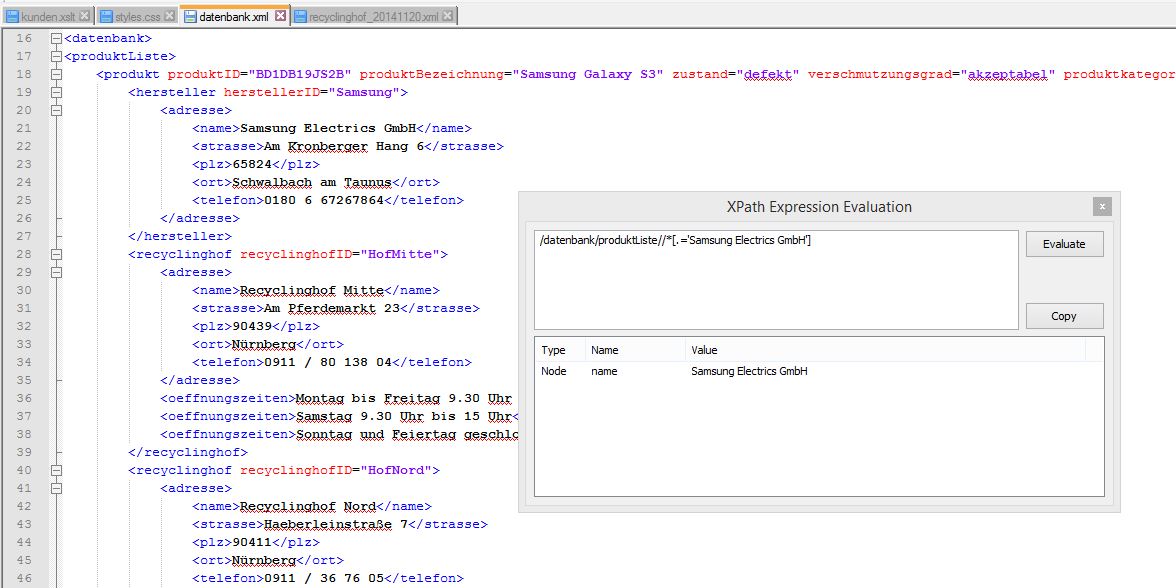 kunden.xslt styles.css datenbank.xml recyclinghof_20141120.xml
16 <datenbank>
17 <produktListe>
18 <produkt produktID="BD1DB19JS2B" produktBezeichnung="Samsung Galaxy S3" zustand="defekt" verschmutzungsgrad="akzeptabel" produktkategor
19 <hersteller herstellerID="Samsung">
20 <adresse>
21 <name>Samsung Electrics GmbH</name>
22 <strasse>Am Kronberger Hang 6</strasse>
23 <plz>65824</plz>
24 <ort>Schwalbach am Taunus</ort>
25 <telefon>0180 6 67267864</telefon>
26 </adresse>
27 </hersteller>
28 <recyclinghof recyclinghofID="HofMitte">
29 <adresse>
30 <name>Recyclinghof Mitte</name>
31 <strasse>Am Pferdemarkt 23</strasse>
32 <plz>90439</plz>
33 <ort>Nürnberg</ort>
34 <telefon>0911 / 80 138 04</telefon>
35 </adresse>
36 <oeffnungszeiten>Montag bis Freitag 9.30 Uhr
37 <oeffnungszeiten>Samstag 9.30 Uhr bis 15 Uhr<
38 <oeffnungszeiten>Sonntag und Feiertag geschlo
39 </recyclinghof>
40 <recyclinghof recyclinghofID="HofNord">
41 <adresse>
42 <name>Recyclinghof Nord</name>
43 <strasse>Haeberleinstraße 7</strasse>
44 <plz>90411</plz>
45 <ort>Nürnberg</ort>
46 <telefon>0911 / 36 76 05</telefon>
XPath Expression Evaluation
/datenbank/produktListe//*[.='Samsung Electrics GmbH']
Evaluate
Copy
Type Name Value
Node name Samsung Electrics GmbH